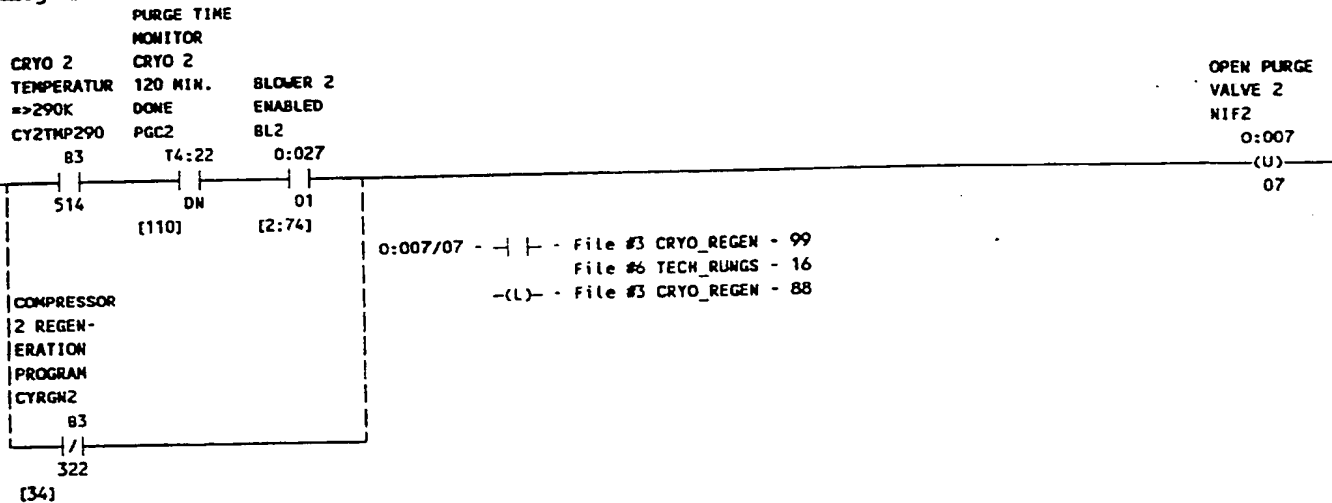 PURGE TIME
MONITOR
CRYO 2 CRYO 2 OPEN PURGE
TEMPERATUR 120 MIN. BLOWER 2 VALVE 2
=>290K DONE ENABLED NIF2
CY2TMP290 PGC2 BL2 O:007
B3 T4:22 O:027 (U)
514 DN 01 07
[110] [2:74]
O:007/07 - ┤ ├ - File #3 CRYO_REGEN - 99
File #6 TECH_RUNGS - 16
-(L)- - File #3 CRYO_REGEN - 88
COMPRESSOR
2 REGEN-
ERATION
PROGRAM
CYRGN2
B3
/
322
[34]